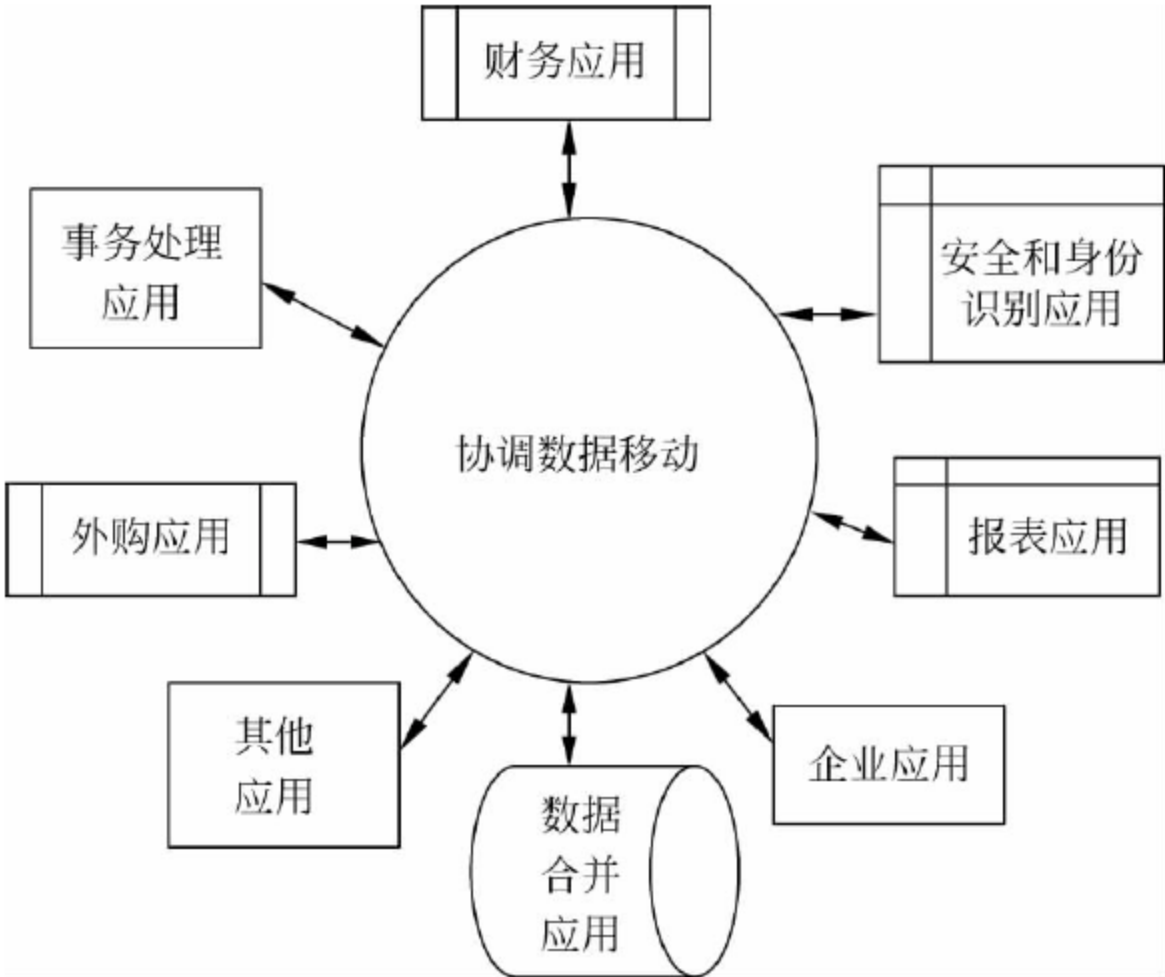 财务应用
事务处理
应用
安全和身份
识别应用
协调数据移动
外购应用
报表应用
其他
应用
企业应用
数据
合并
应用